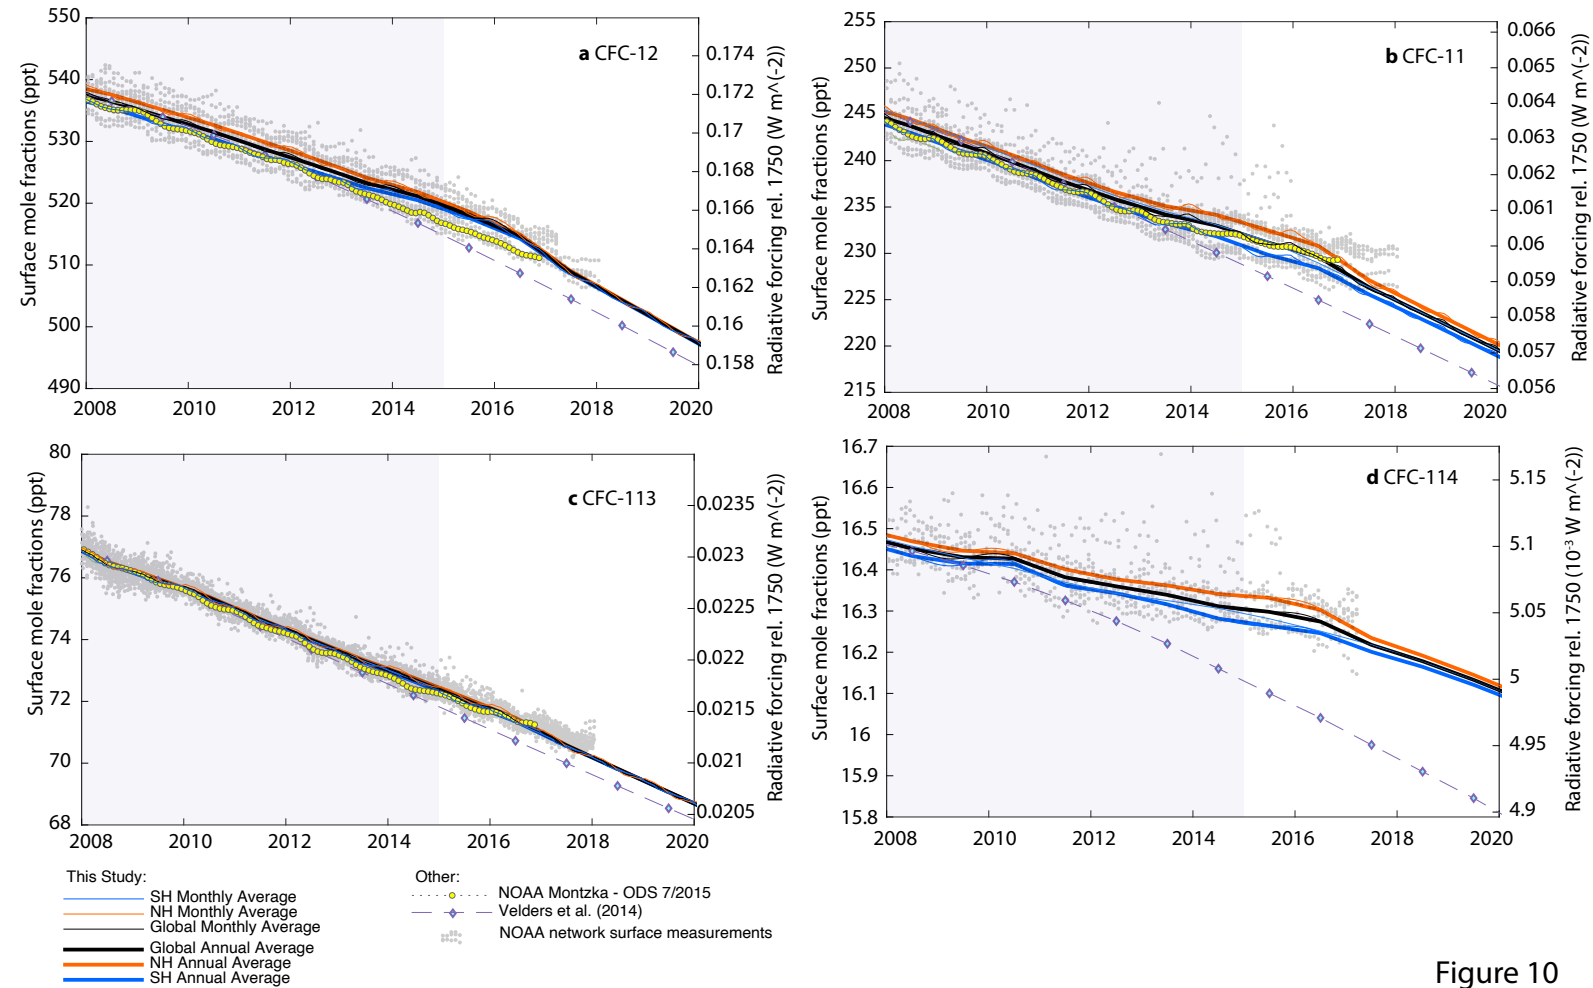 a CFC-12
Surface mole fractions (ppt)
550
540
530
520
510
500
490
2008 2010 2012 2014 2016 2018 2020
0.174
0.172
0.17
0.168
0.166
0.164
0.162
0.16
0.158
Radiative forcing rel. 1750 (W m^(-2))
b CFC-11
Surface mole fractions (ppt)
255
250
245
240
235
230
225
220
215
2008 2010 2012 2014 2016 2018 2020
0.066
0.065
0.064
0.063
0.062
0.061
0.06
0.059
0.058
0.057
0.056
Radiative forcing rel. 1750 (W m^(-2))
c CFC-113
Surface mole fractions (ppt)
80
78
76
74
72
70
68
2008 2010 2012 2014 2016 2018 2020
0.0235
0.023
0.0225
0.022
0.0215
0.021
0.0205
Radiative forcing rel. 1750 (W m^(-2))
d CFC-114
Surface mole fractions (ppt)
16.7
16.6
16.5
16.4
16.3
16.2
16.1
16
15.9
15.8
2008 2010 2012 2014 2016 2018 2020
5.15
5.1
5.05
5
4.95
4.9
Radiative forcing rel. 1750 (10⁻³ W m^(-2))
This Study:
SH Monthly Average
NH Monthly Average
Global Monthly Average
Global Annual Average
NH Annual Average
SH Annual Average
Other:
NOAA Montzka - ODS 7/2015
Velders et al. (2014)
NOAA network surface measurements
Figure 10